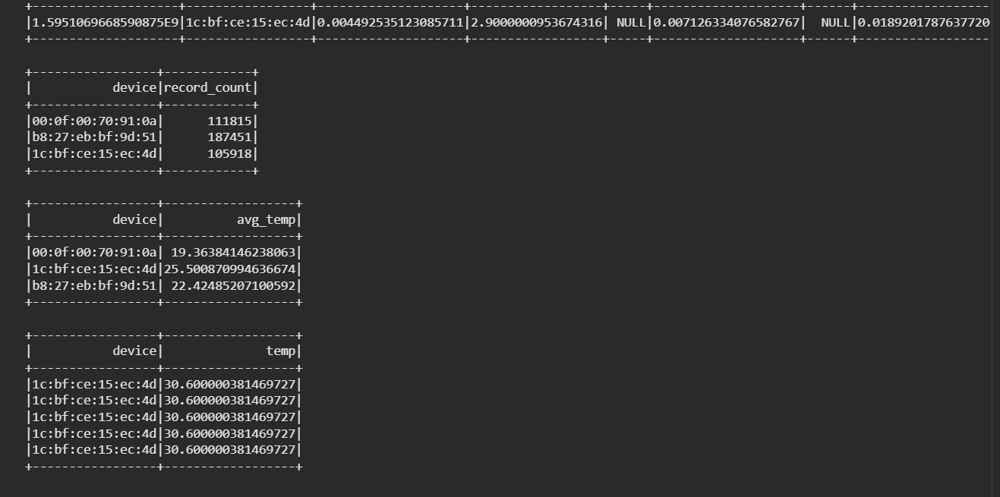 +--------------------+-----------------+--------------------+------------------+-----+--------------------+------+------------------
|1.5951069668590875E9|1c:bf:ce:15:ec:4d|0.004492535123085711|2.9000000953674316| NULL|0.007126334076582767|  NULL|0.0189201787637720
+--------------------+-----------------+--------------------+------------------+-----+--------------------+------+------------------
+-----------------+------------+
|           device|record_count|
+-----------------+------------+
|00:0f:00:70:91:0a|      111815|
|b8:27:eb:bf:9d:51|      187451|
|1c:bf:ce:15:ec:4d|      105918|
+-----------------+------------+
+-----------------+------------------+
|           device|          avg_temp|
+-----------------+------------------+
|00:0f:00:70:91:0a| 19.36384146238063|
|1c:bf:ce:15:ec:4d|25.500870994636674|
|b8:27:eb:bf:9d:51| 22.42485207100592|
+-----------------+------------------+
+-----------------+------------------+
|           device|              temp|
+-----------------+------------------+
|1c:bf:ce:15:ec:4d|30.600000381469727|
|1c:bf:ce:15:ec:4d|30.600000381469727|
|1c:bf:ce:15:ec:4d|30.600000381469727|
|1c:bf:ce:15:ec:4d|30.600000381469727|
|1c:bf:ce:15:ec:4d|30.600000381469727|
+-----------------+------------------+